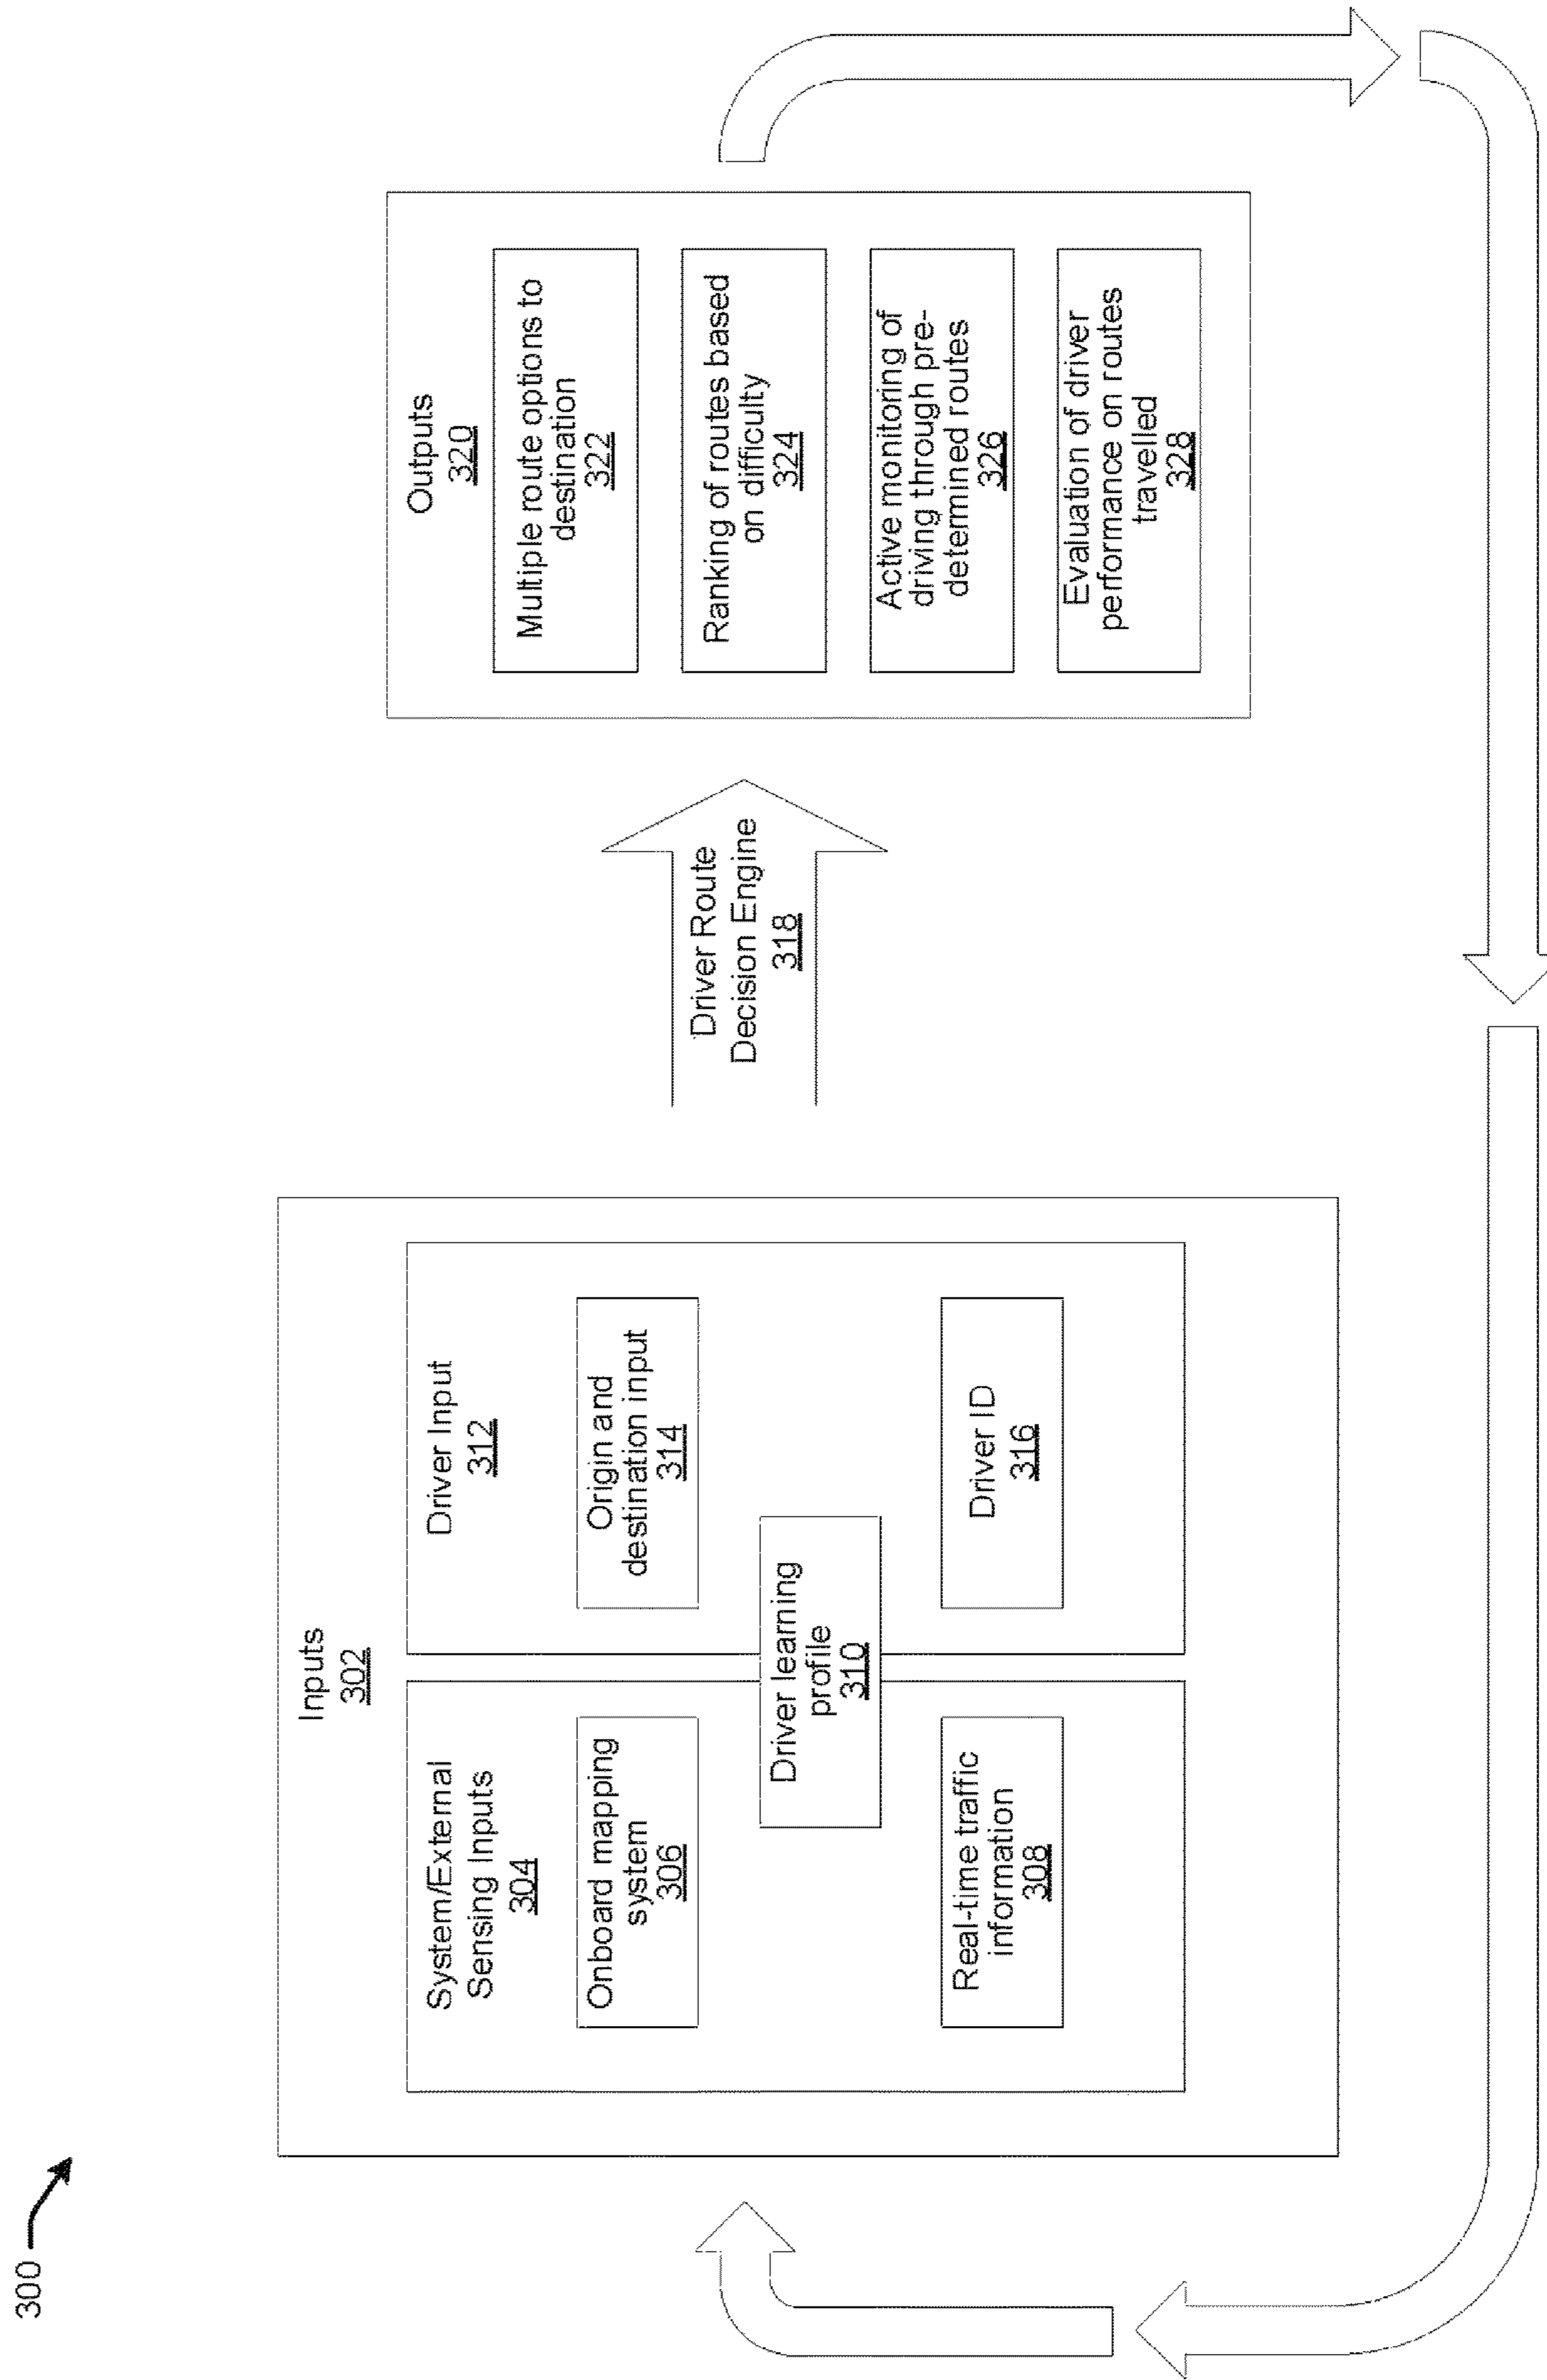 300
Inputs
302
System/External
Sensing Inputs
304
Onboard mapping
system
306
Real-time traffic
information
308
Driver learning
profile
310
Driver Input
312
Origin and
destination input
314
Driver ID
316
Driver Route
Decision Engine
318
Outputs
320
Multiple route options to
destination
322
Ranking of routes based
on difficulty
324
Active monitoring of
driving through pre-
determined routes
326
Evaluation of driver
performance on routes
travelled
328